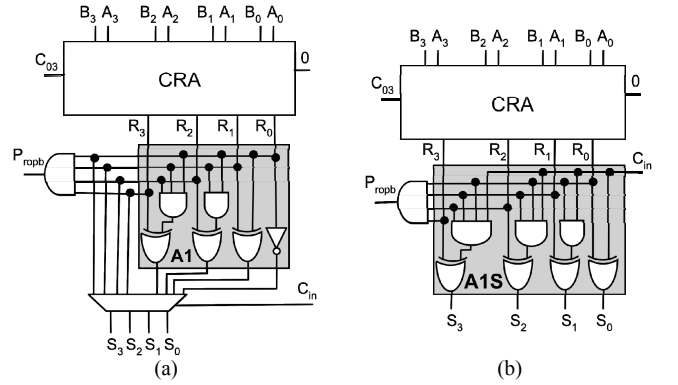 B3 A3 B2 A2 B1 A1 B0 A0
C03 CRA 0
R3 R2 R1 R0
Propb
A1
Cin
S3 S2 S1 S0
(a)
B3 A3 B2 A2 B1 A1 B0 A0
C03 CRA 0
R3 R2 R1 R0
Cin
Propb
A1S
S3 S2 S1 S0
(b)